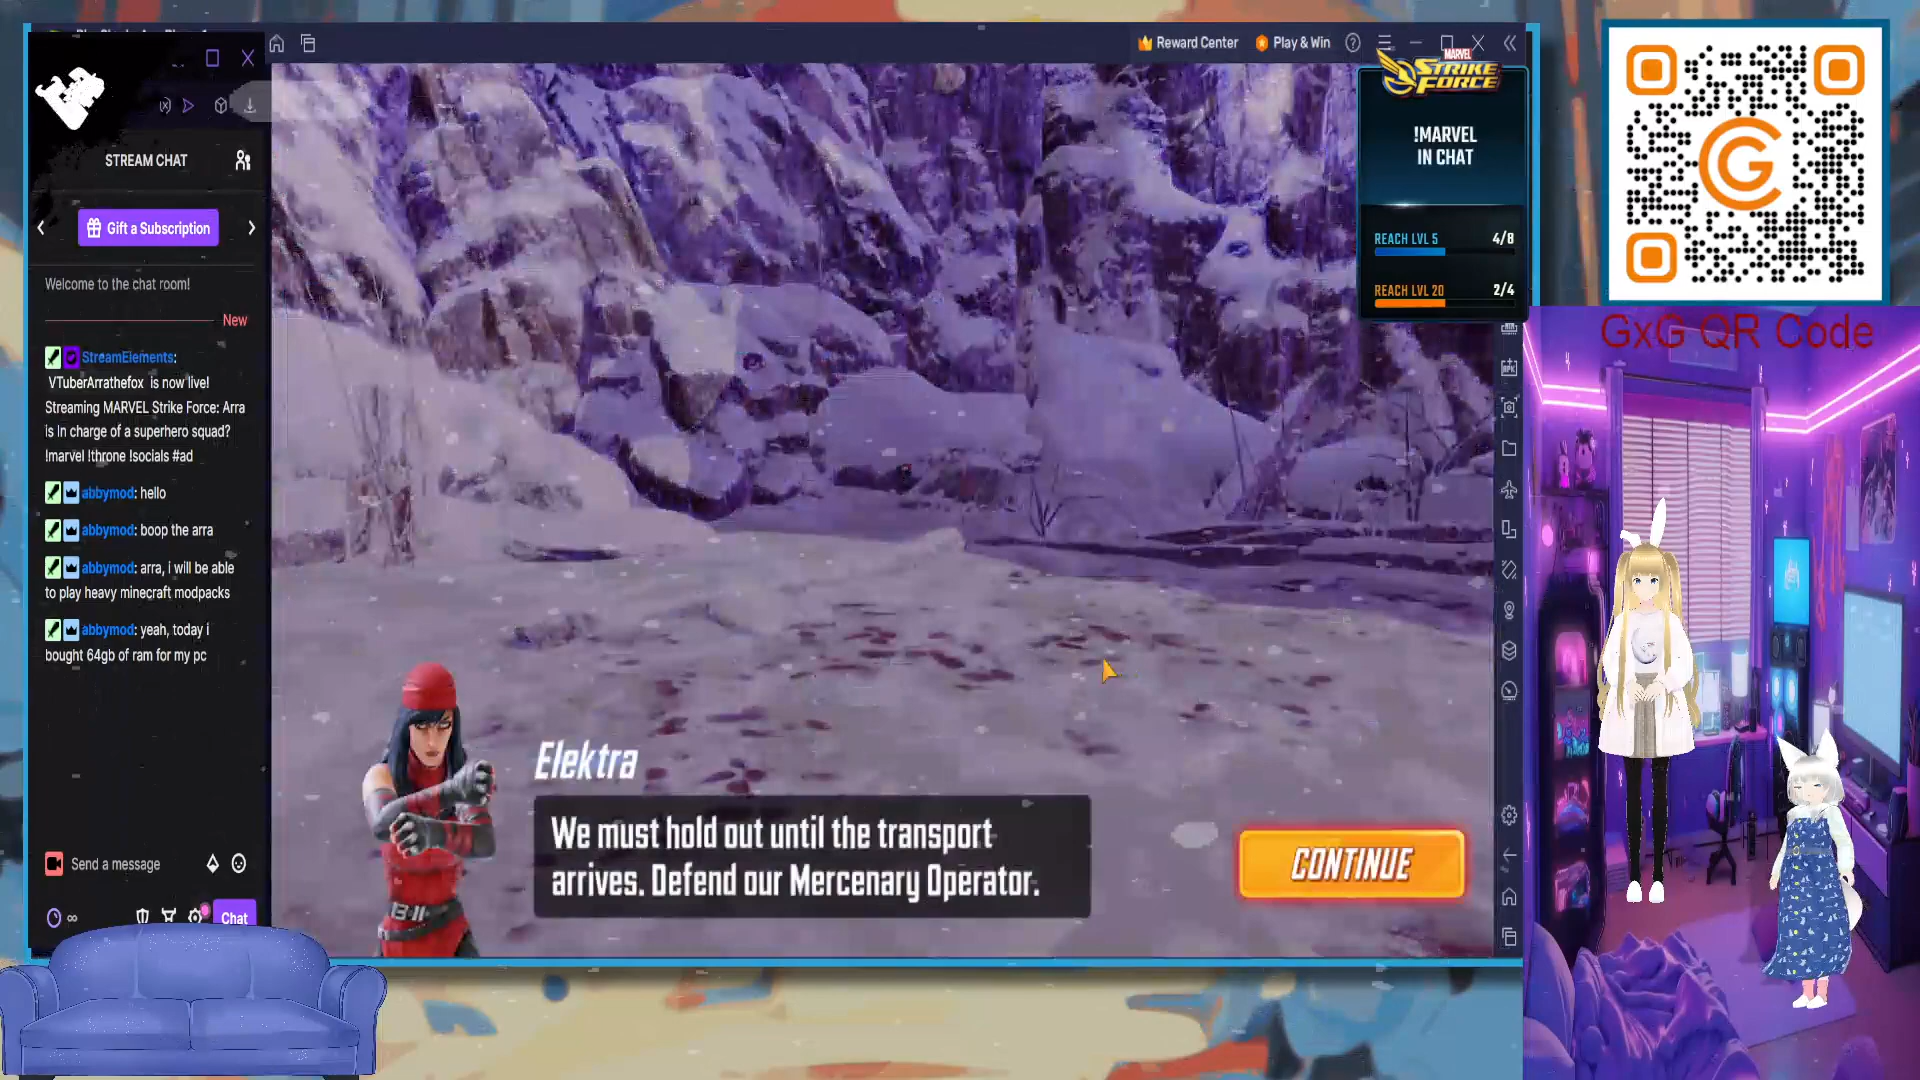 Reward Center
Play & Win
STREAM CHAT
Gift a Subscription
Welcome to the chat room!
New
StreamElements:
VTuberArrathefox is now live!
Streaming MARVEL Strike Force: Arra
is in charge of a superhero squad?
!marvel !throne !socials #ad
abbymod: hello
abbymod: boop the arra
abbymod: arra, i will be able
to play heavy minecraft modpacks
abbymod: yeah, today i
bought 64gb of ram for my pc
Send a message
∞
Chat
MARVEL
STRIKE
FORCE
!MARVEL
IN CHAT
REACH LVL 5 4/8
REACH LVL 20 2/4
GxG QR Code
Elektra
We must hold out until the transport
arrives. Defend our Mercenary Operator.
CONTINUE